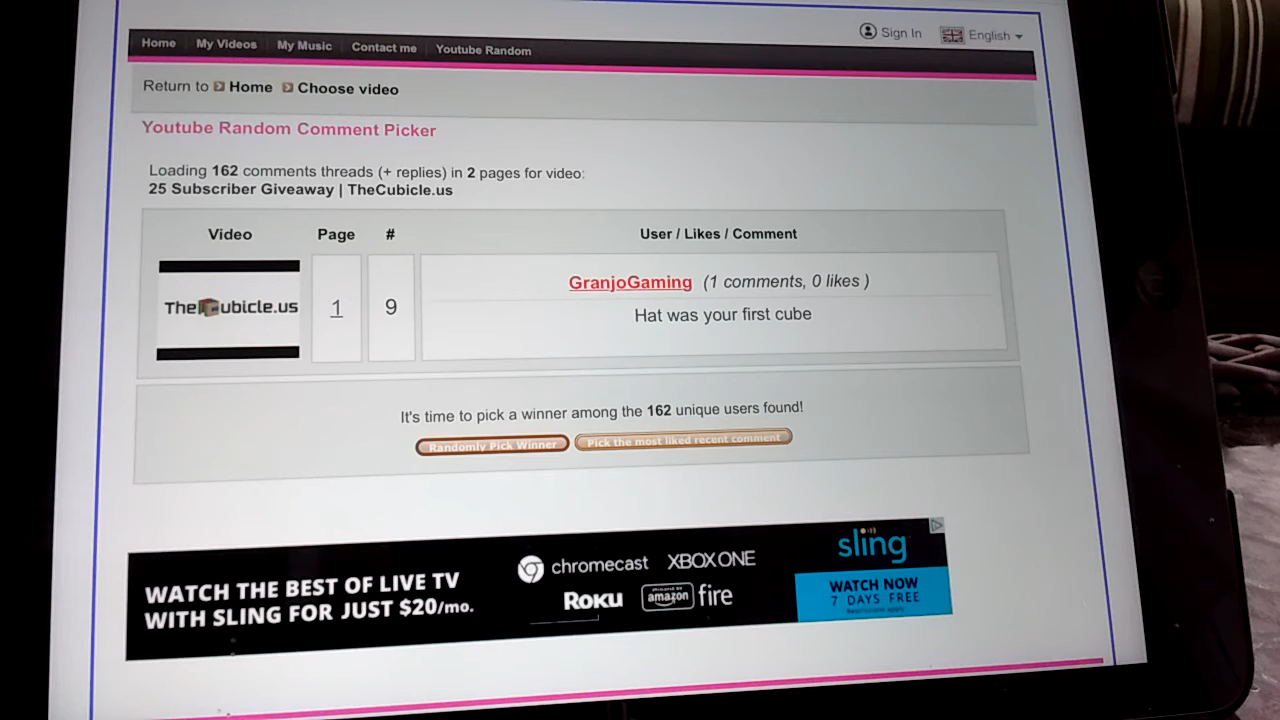 Sign In English
Home My Videos My Music Contact me Youtube Random
Return to Home Choose video
Youtube Random Comment Picker
Loading 162 comments threads (+ replies) in 2 pages for video:
25 Subscriber Giveaway | TheCubicle.us
Video Page # User / Likes / Comment
TheCubicle.us 1 9
GranjoGaming (1 comments, 0 likes )
Hat was your first cube
It's time to pick a winner among the 162 unique users found!
Randomly Pick Winner Pick the most liked recent comment
WATCH THE BEST OF LIVE TV
WITH SLING FOR JUST $20/mo.
chromecast XBOX ONE
ROKU amazon fire
sling
WATCH NOW
7 DAYS FREE